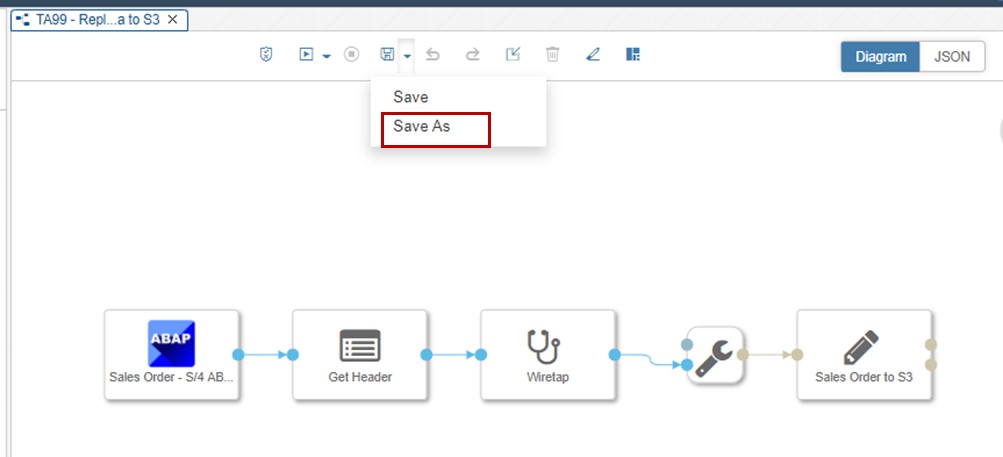 TA99 - Repl...a to S3
Diagram
JSON
Save
Save As
ABAP
Sales Order - S/4 AB...
Get Header
Wiretap
Sales Order to S3